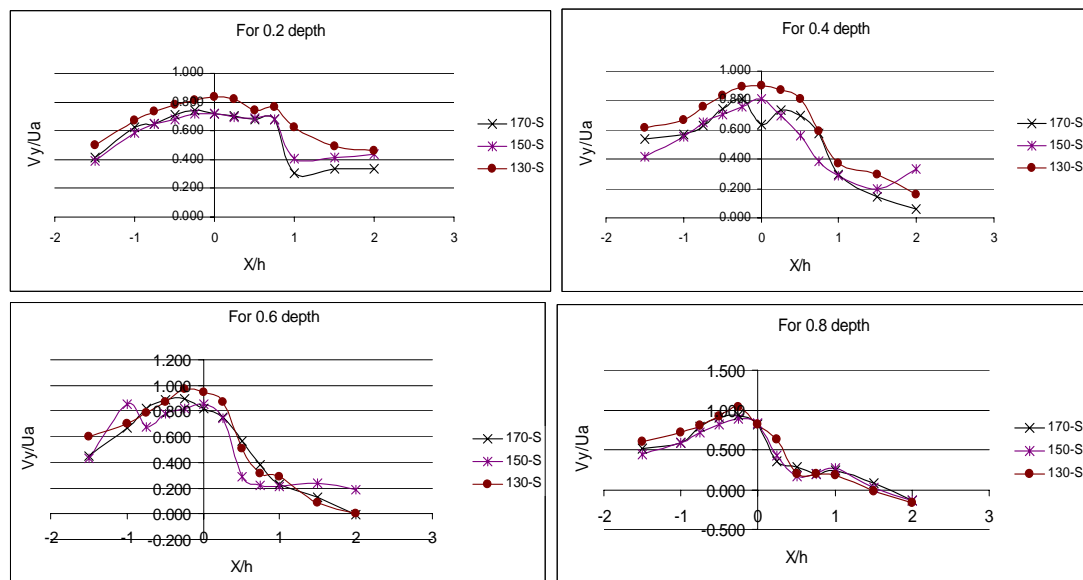 For 0.2 depth
1.000
0.800
0.600
0.400
0.200
0.000
-2 -1 0 1 2 3
Vy/Ua
X/h
170-S
150-S
130-S
For 0.4 depth
1.000
0.800
0.600
0.400
0.200
0.000
-2 -1 0 1 2 3
Vy/Ua
X/h
170-S
150-S
130-S
For 0.6 depth
1.200
1.000
0.800
0.600
0.400
0.200
0.000
-0.200
-2 -1 0 1 2 3
Vy/Ua
X/h
170-S
150-S
130-S
For 0.8 depth
1.500
1.000
0.500
0.000
-0.500
-2 -1 0 1 2 3
Vy/Ua
X/h
170-S
150-S
130-S